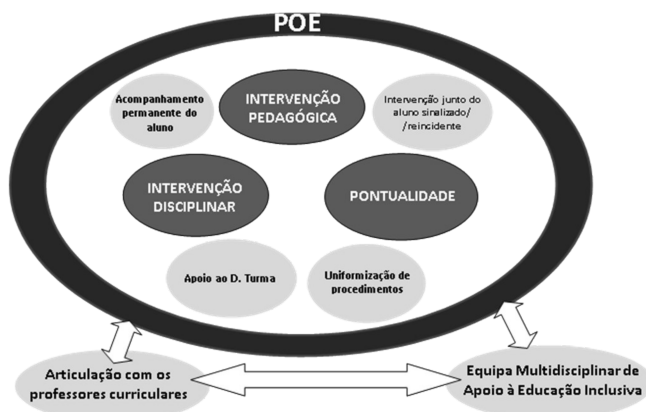 POE
Acompanhamento
permanente do
aluno
INTERVENÇÃO
PEDAGÓGICA
Intervenção junto do
aluno sinalizado/
/reincidente
INTERVENÇÃO
DISCIPLINAR
PONTUALIDADE
Apoio ao D. Turma
Uniformização de
procedimentos
Articulação com os
professores curriculares
Equipa Multidisciplinar de
Apoio à Educação Inclusiva